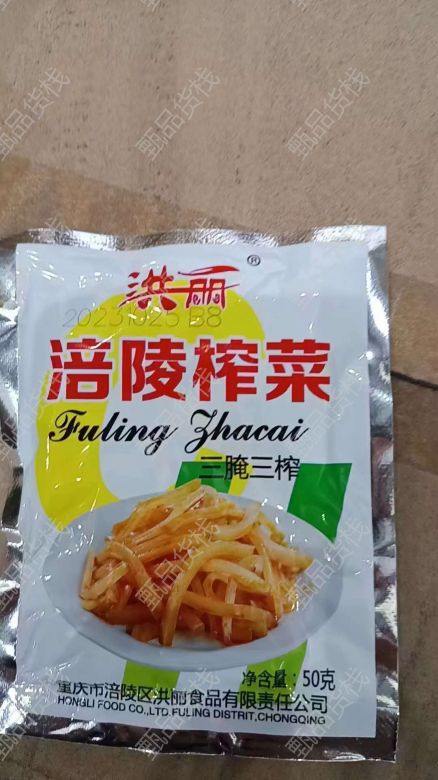 洪丽®
20231025 B8
涪陵榨菜
Fuling Zhacai
三腌三榨
净含量：50克
重庆市涪陵区洪丽食品有限责任公司
HONGLI FOOD CO.,LTD.FULING DISTRIT,CHONGQING
甄品货栈